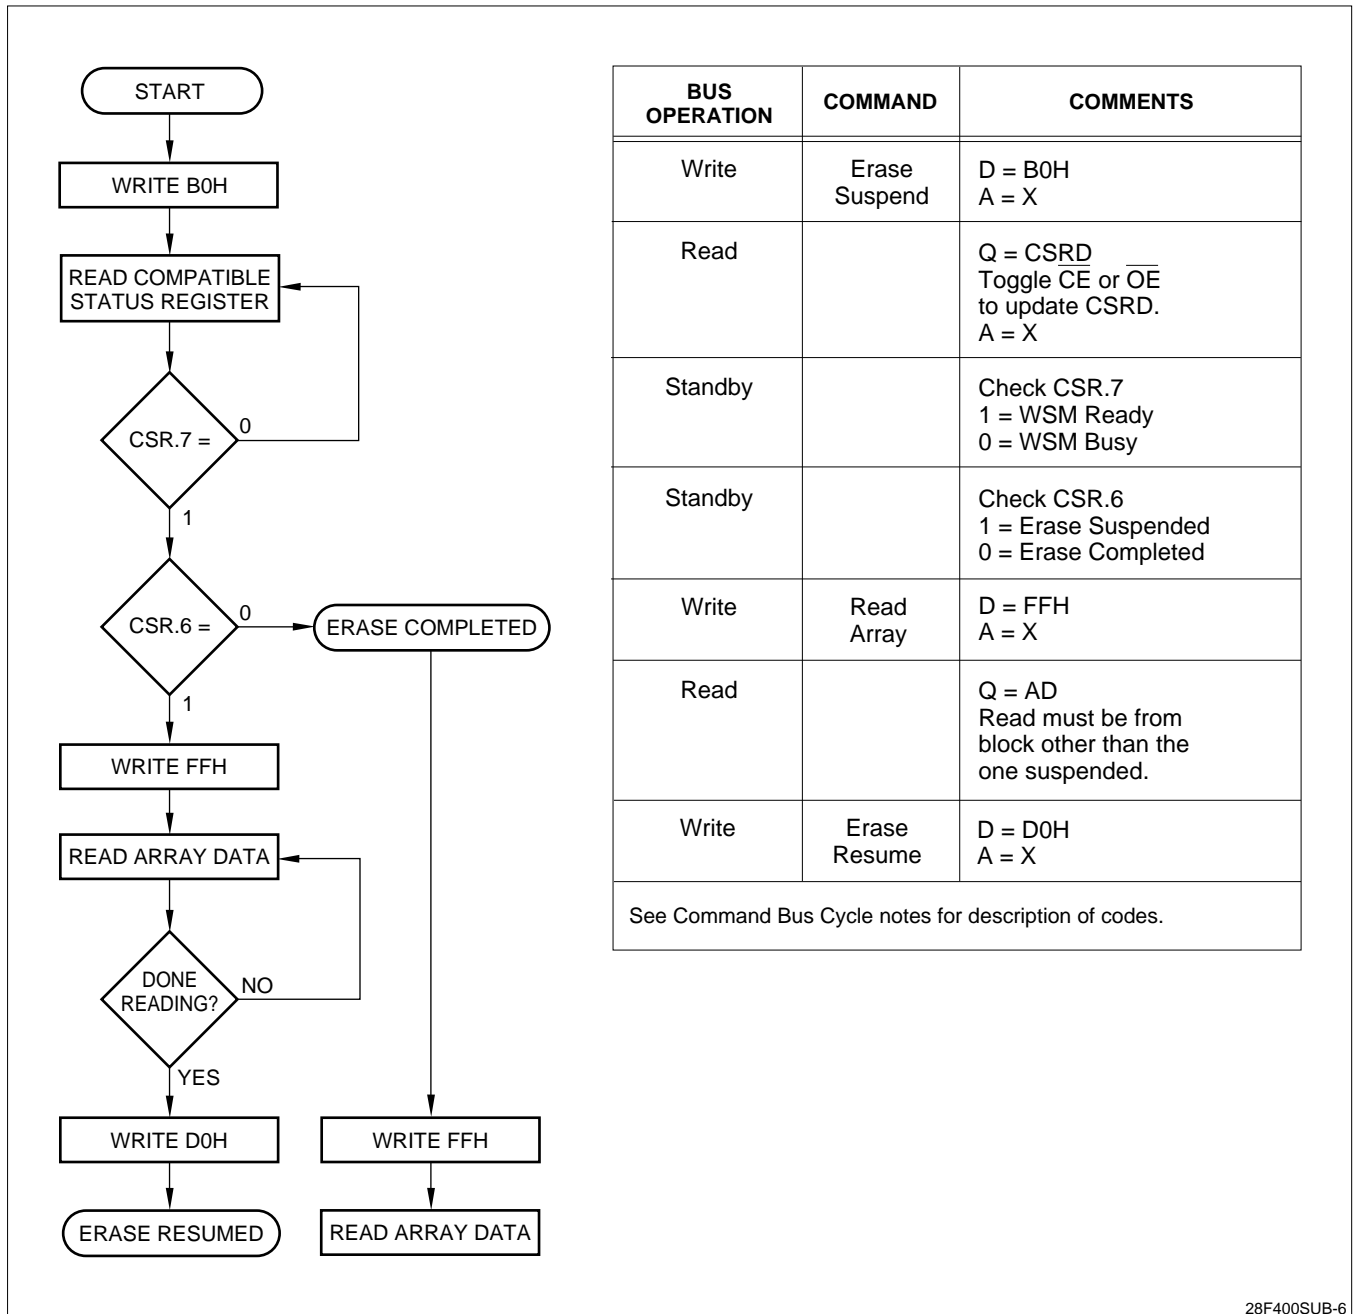 START
WRITE B0H
READ COMPATIBLE
STATUS REGISTER
CSR.7 =
0
1
CSR.6 =
0
ERASE COMPLETED
1
WRITE FFH
READ ARRAY DATA
DONE
READING?
NO
YES
WRITE D0H
WRITE FFH
ERASE RESUMED
READ ARRAY DATA
BUS
OPERATION
COMMAND
COMMENTS
Write
Erase
Suspend
D = B0H
A = X
Read
Q = CSRD
Toggle C̅E̅ or O̅E̅
to update CSRD.
A = X
Standby
Check CSR.7
1 = WSM Ready
0 = WSM Busy
Standby
Check CSR.6
1 = Erase Suspended
0 = Erase Completed
Write
Read
Array
D = FFH
A = X
Read
Q = AD
Read must be from
block other than the
one suspended.
Write
Erase
Resume
D = D0H
A = X
See Command Bus Cycle notes for description of codes.
28F400SUB-6